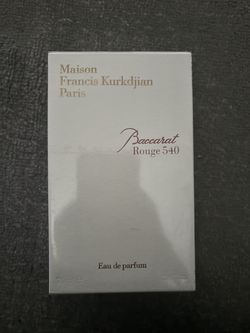 Maison
Francis Kurkdjian
Paris
Baccarat
Rouge 540
Eau de parfum